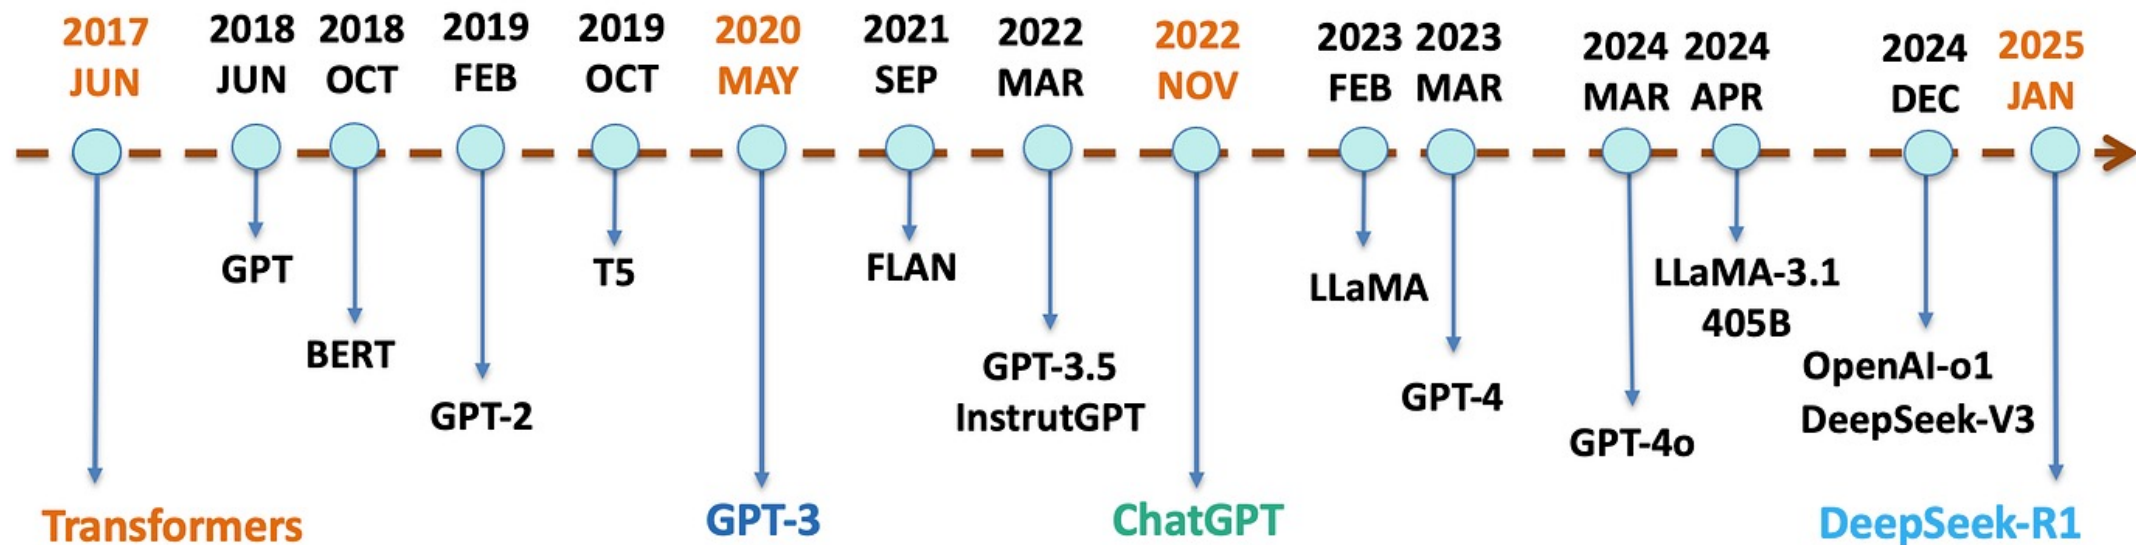 2017
JUN
2018
JUN
2018
OCT
2019
FEB
2019
OCT
2020
MAY
2021
SEP
2022
MAR
2022
NOV
2023
FEB
2023
MAR
2024
MAR
2024
APR
2024
DEC
2025
JAN
Transformers
GPT
BERT
GPT-2
T5
GPT-3
FLAN
GPT-3.5
InstrutGPT
ChatGPT
LLaMA
GPT-4
GPT-4o
LLaMA-3.1
405B
OpenAI-o1
DeepSeek-V3
DeepSeek-R1